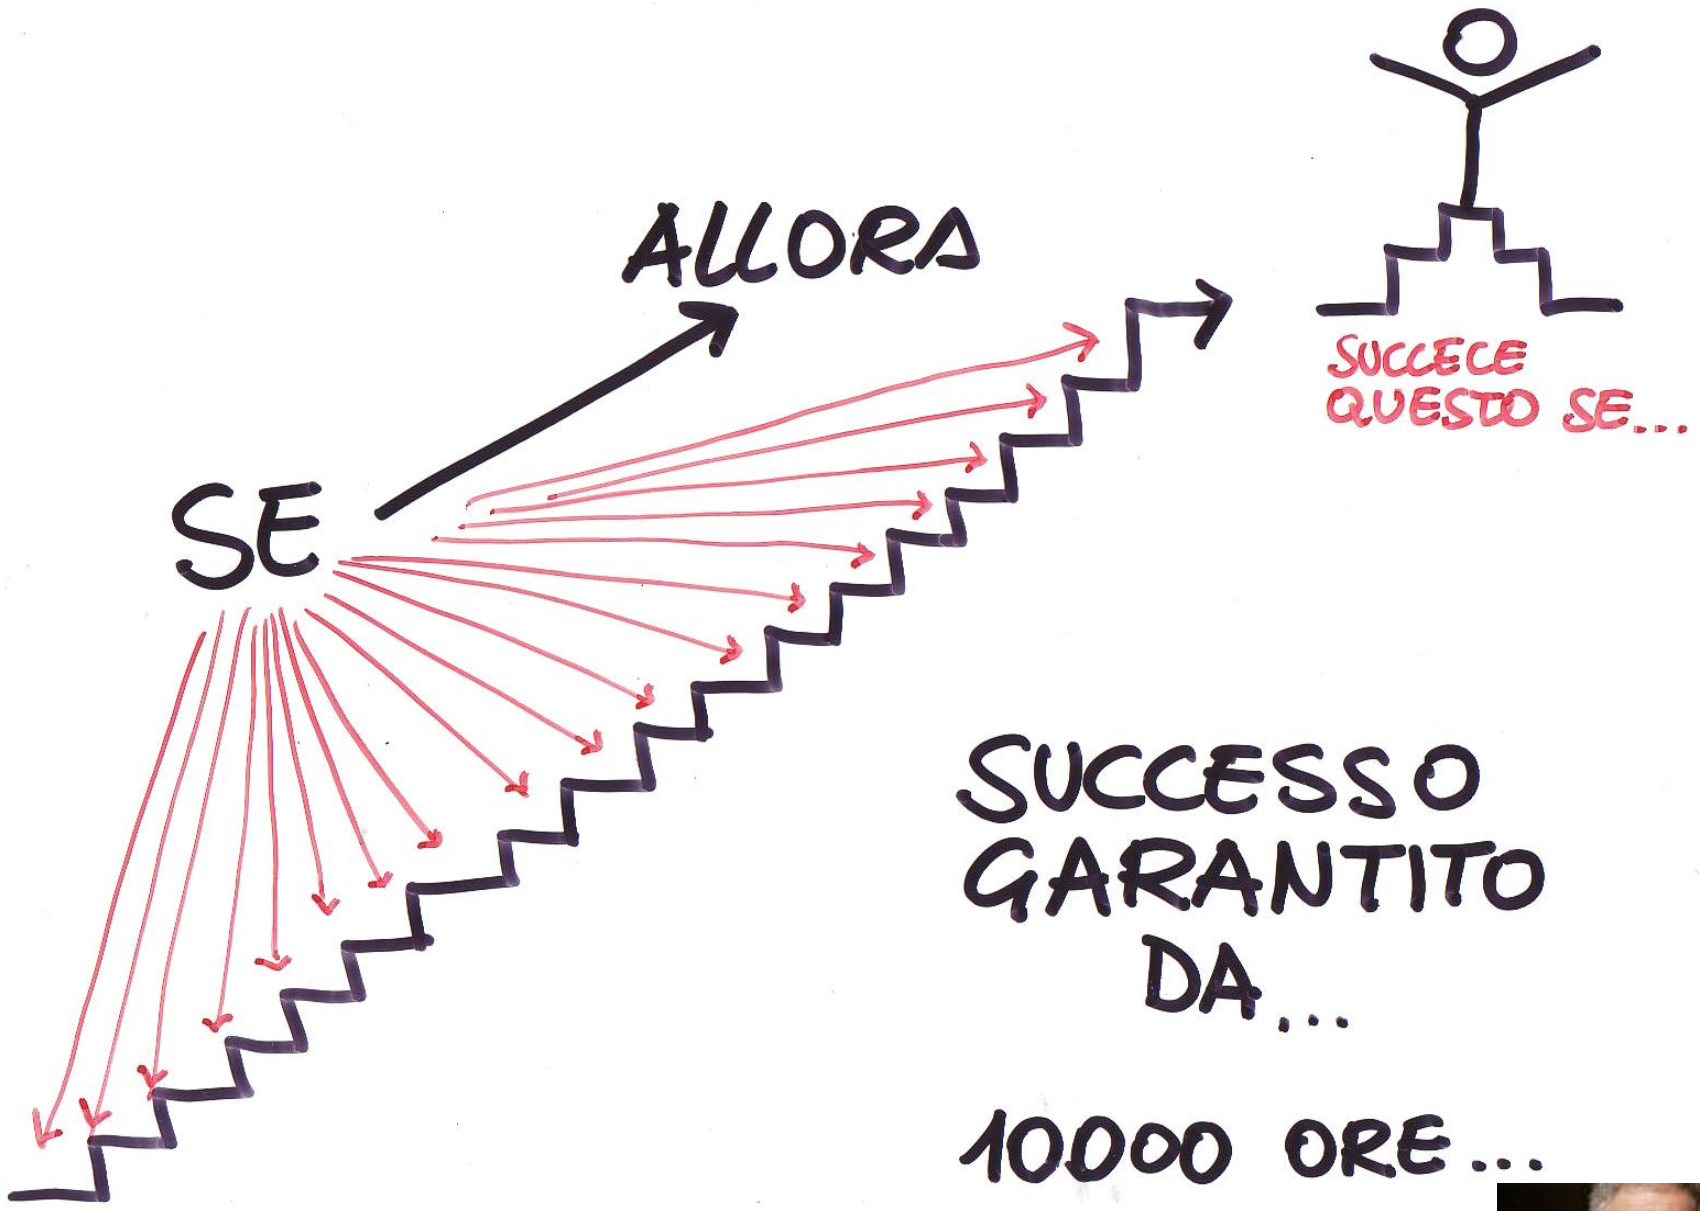 ALLORA
SUCCECE
QUESTO SE...
SE
SUCCESSO
GARANTITO
DA...
10000 ORE...